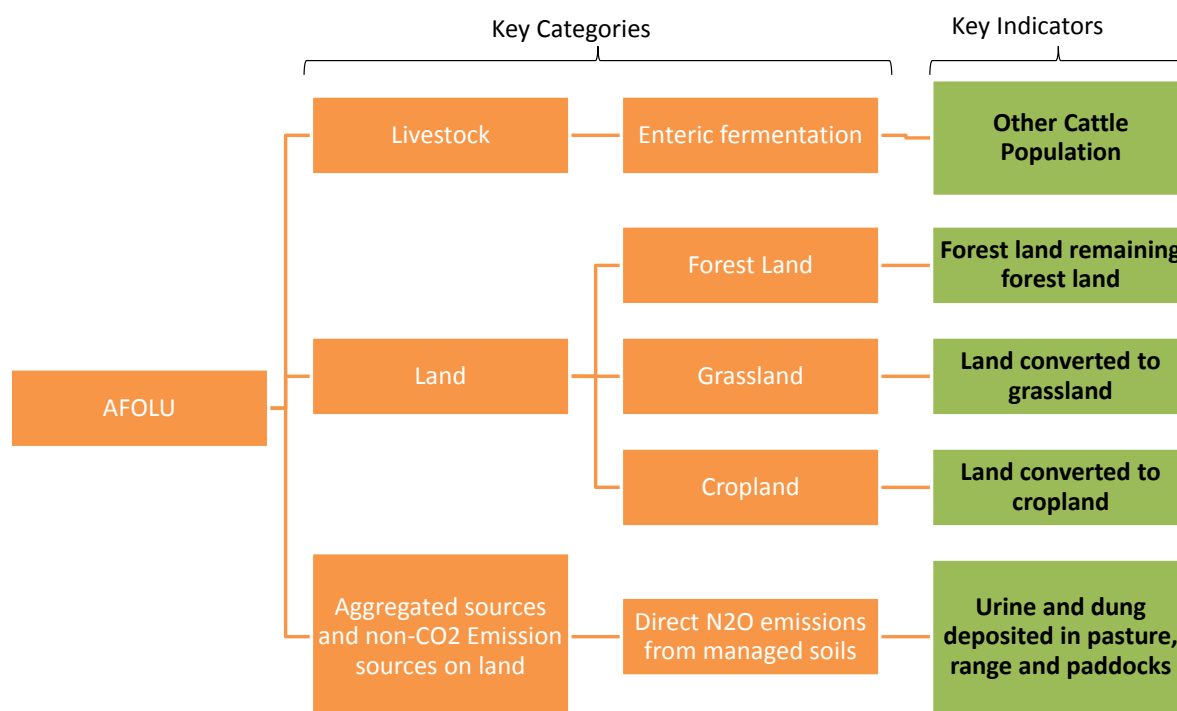 Key Categories
Key Indicators
Livestock
Enteric fermentation
Other Cattle
Population
Forest Land
Forest land remaining
forest land
AFOLU
Land
Grassland
Land converted to
grassland
Cropland
Land converted to
cropland
Aggregated sources
and non-CO2 Emission
sources on land
Direct N2O emissions
from managed soils
Urine and dung
deposited in pasture,
range and paddocks